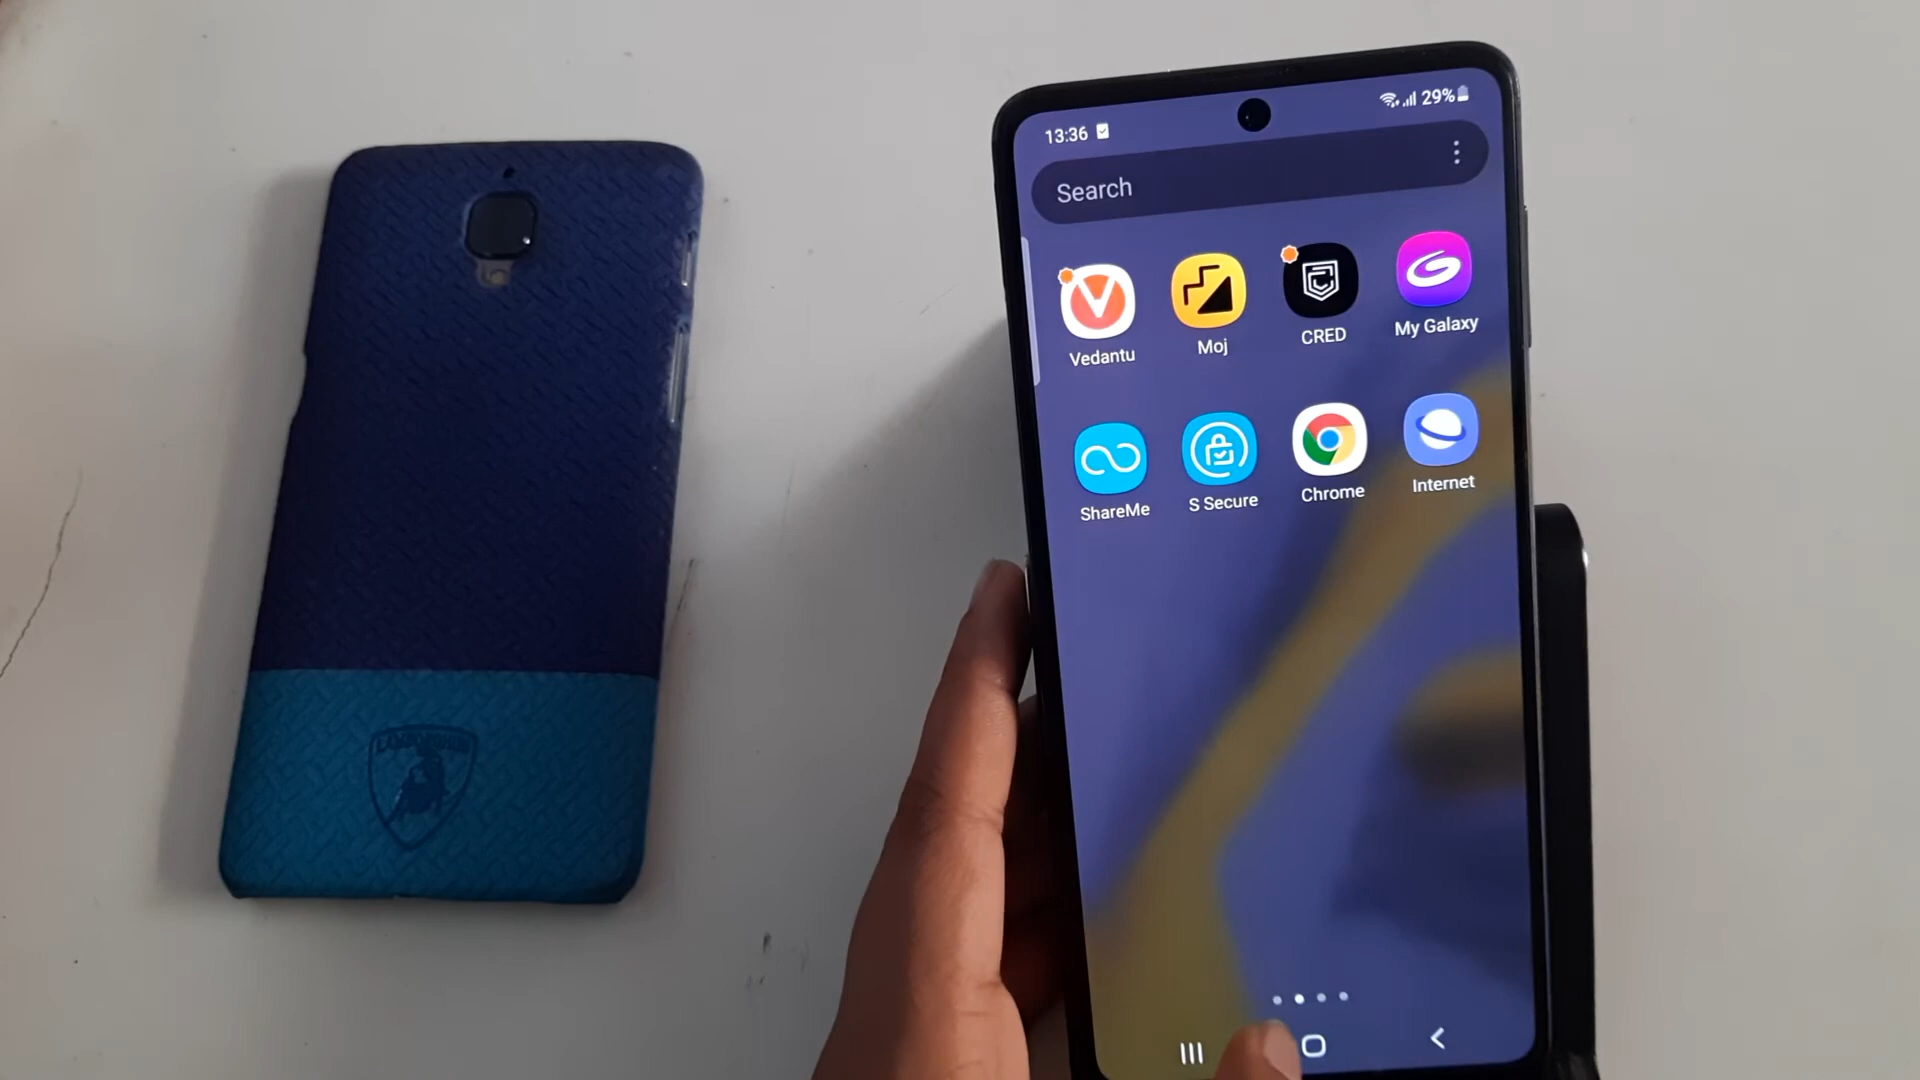 13:36
29%
Search
Vedantu
Moj
CRED
My Galaxy
ShareMe
S Secure
Chrome
Internet